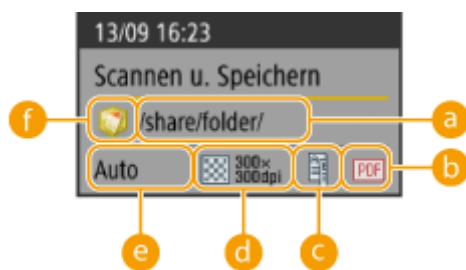 13/09 16:23
Scannen u. Speichern
f /share/folder/ a
Auto 300× 300dpi PDF b
e d c